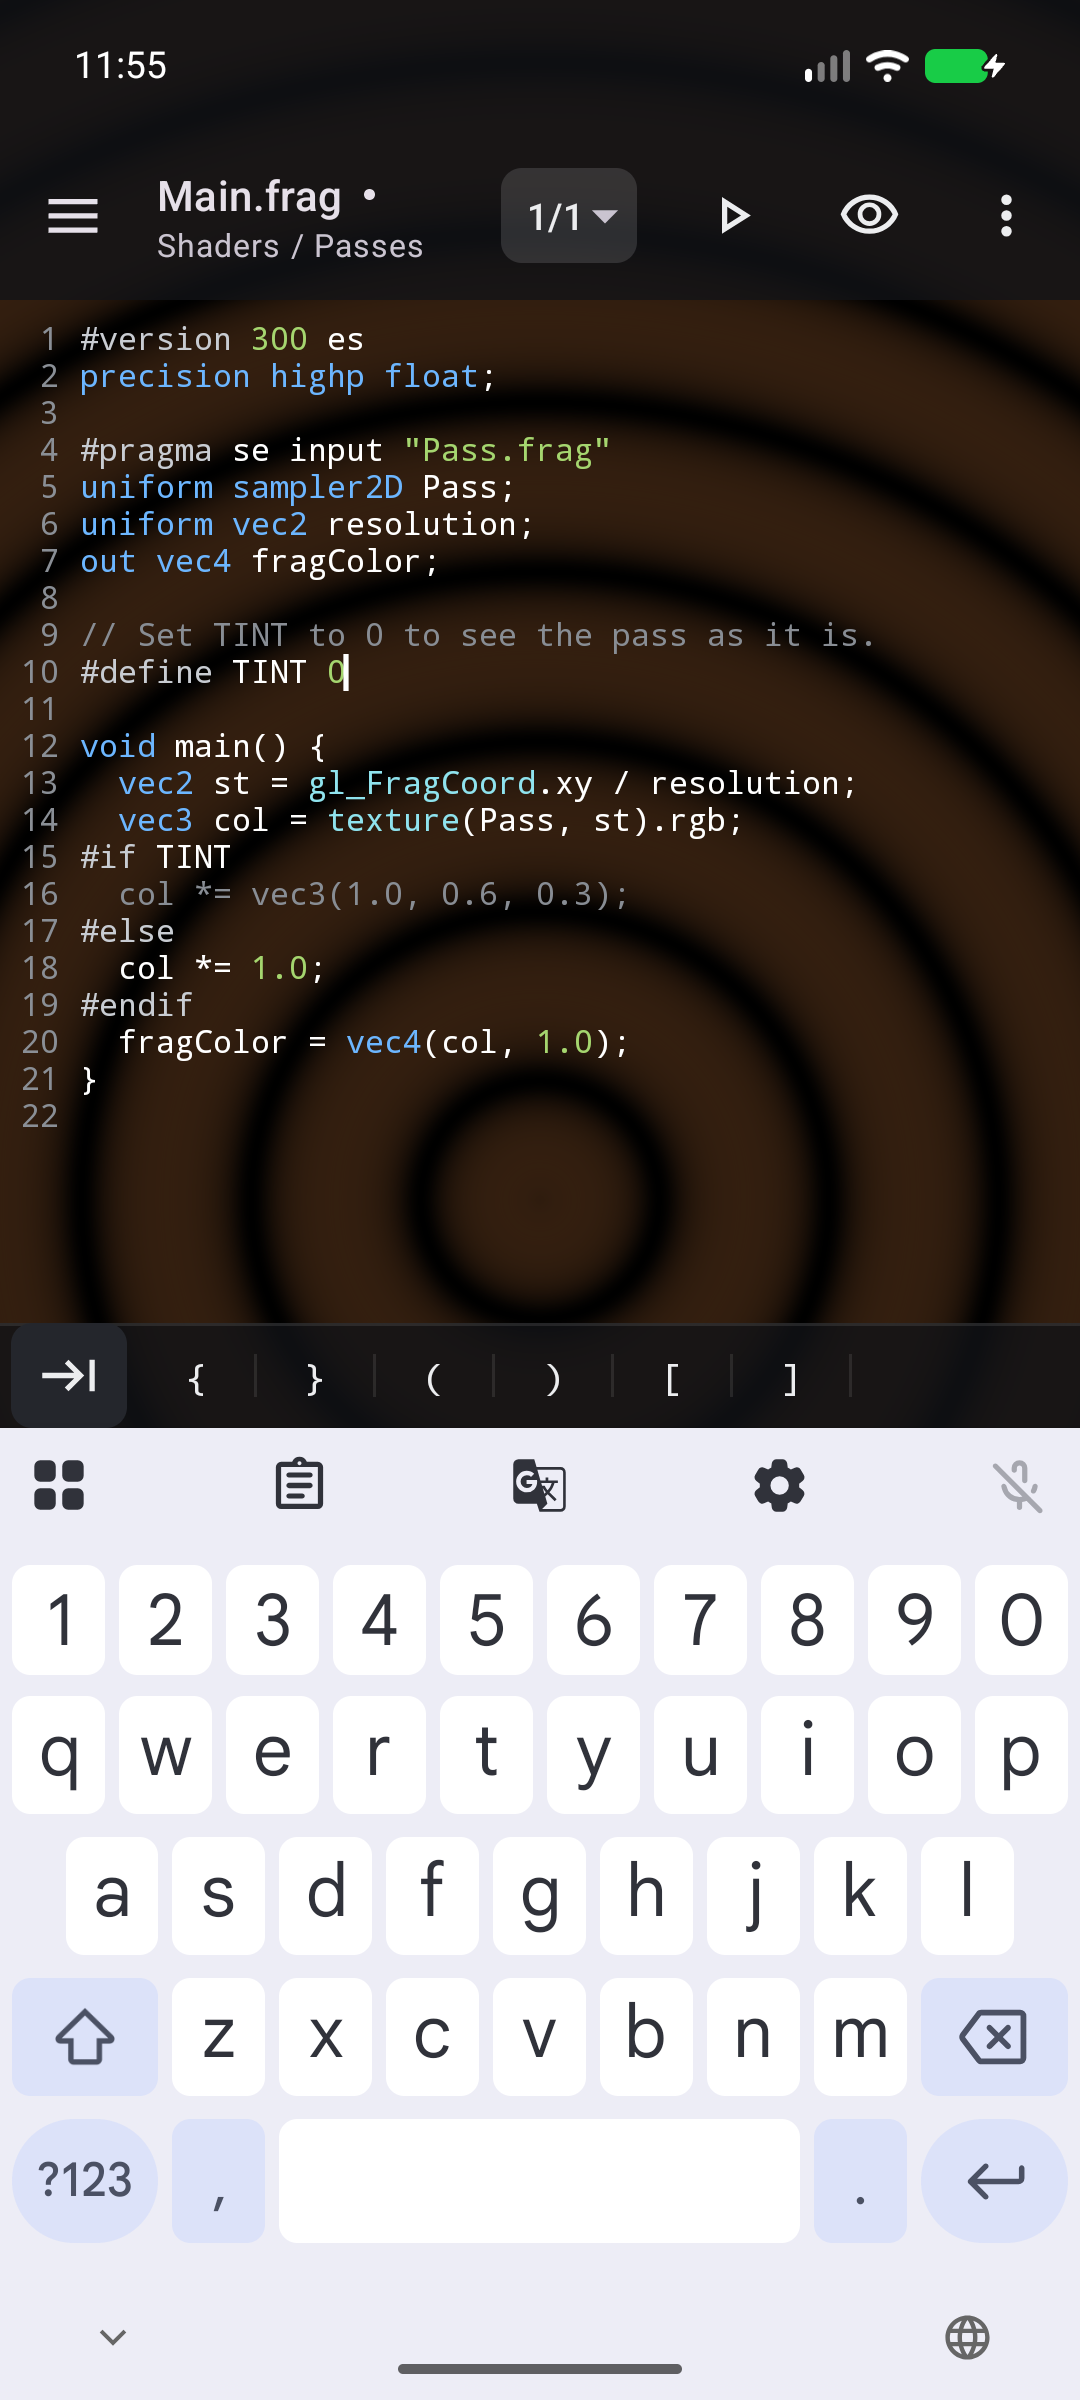 11:55
Main.frag •
Shaders / Passes
1/1
1 #version 300 es
2 precision highp float;
3
4 #pragma se input "Pass.frag"
5 uniform sampler2D Pass;
6 uniform vec2 resolution;
7 out vec4 fragColor;
8
9 // Set TINT to 0 to see the pass as it is.
10 #define TINT 0
11
12 void main() {
13   vec2 st = gl_FragCoord.xy / resolution;
14   vec3 col = texture(Pass, st).rgb;
15 #if TINT
16   col *= vec3(1.0, 0.6, 0.3);
17 #else
18   col *= 1.0;
19 #endif
20   fragColor = vec4(col, 1.0);
21 }
22
{ } ( ) [ ]
1 2 3 4 5 6 7 8 9 0
q w e r t y u i o p
a s d f g h j k l
z x c v b n m
?123 , .